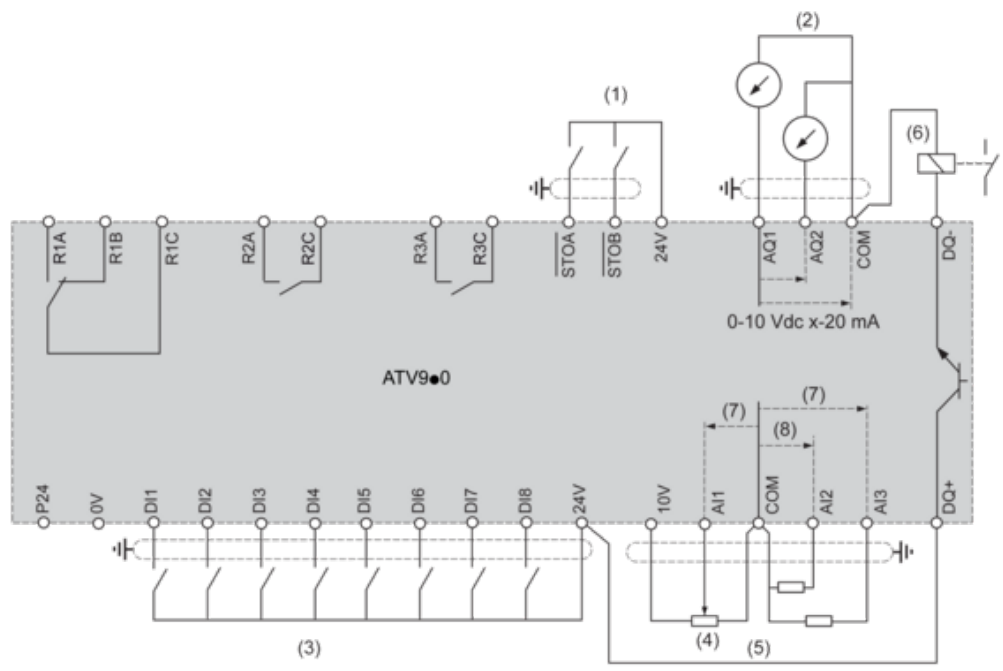 (2)
(1)
(6)
R1A R1B R1C R2A R2C R3A R3C STOA STOB 24V AQ1 AQ2 COM DQ-
0-10 Vdc x-20 mA
ATV9●0
(7)
(7)
(8)
P24 0V DI1 DI2 DI3 DI4 DI5 DI6 DI7 DI8 24V 10V AI1 COM AI2 AI3 DQ+
(4)
(3)
(5)